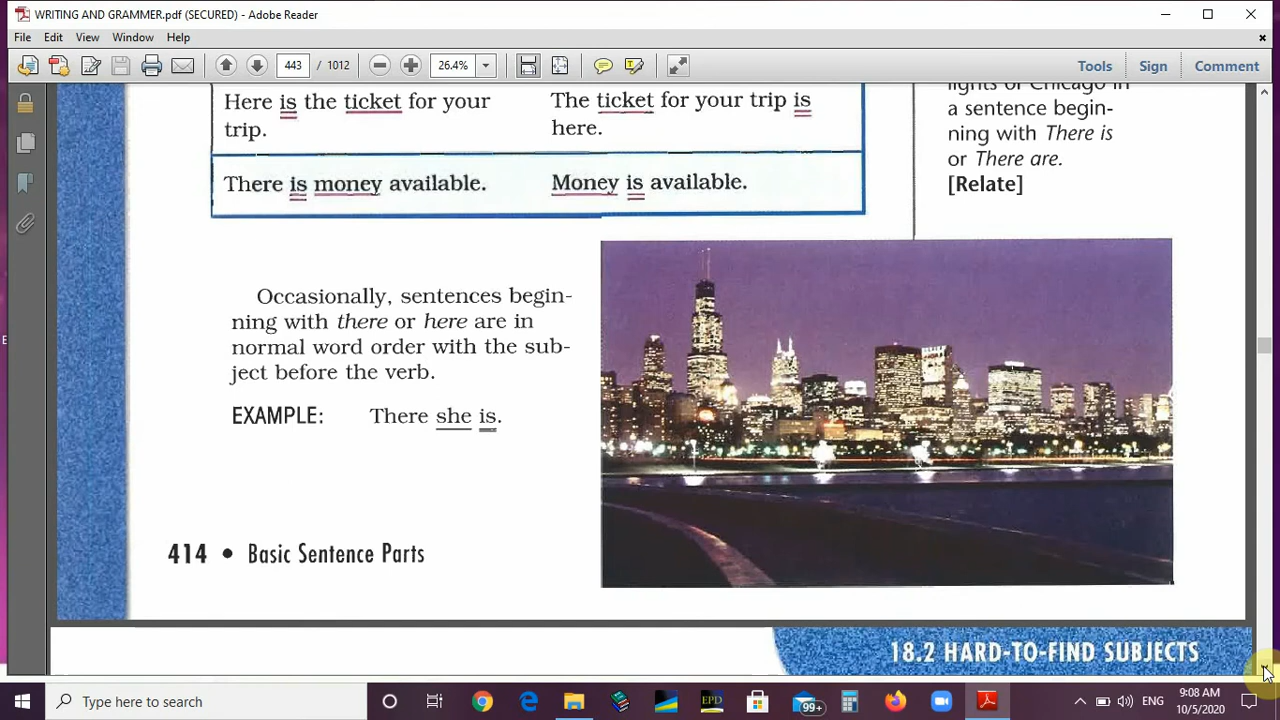 WRITING AND GRAMMER.pdf (SECURED) - Adobe Reader
File Edit View Window Help
443 / 1012 26.4% Tools Sign Comment
Here is the ticket for your
trip.
The ticket for your trip is
here.
There is money available.
Money is available.
lights of Chicago in
a sentence begin-
ning with There is
or There are.
[Relate]
Occasionally, sentences begin-
ning with there or here are in
normal word order with the sub-
ject before the verb.
EXAMPLE: There she is.
414 • Basic Sentence Parts
18.2 HARD-TO-FIND SUBJECTS
Type here to search
EPD
99+
ENG
9:08 AM
10/5/2020